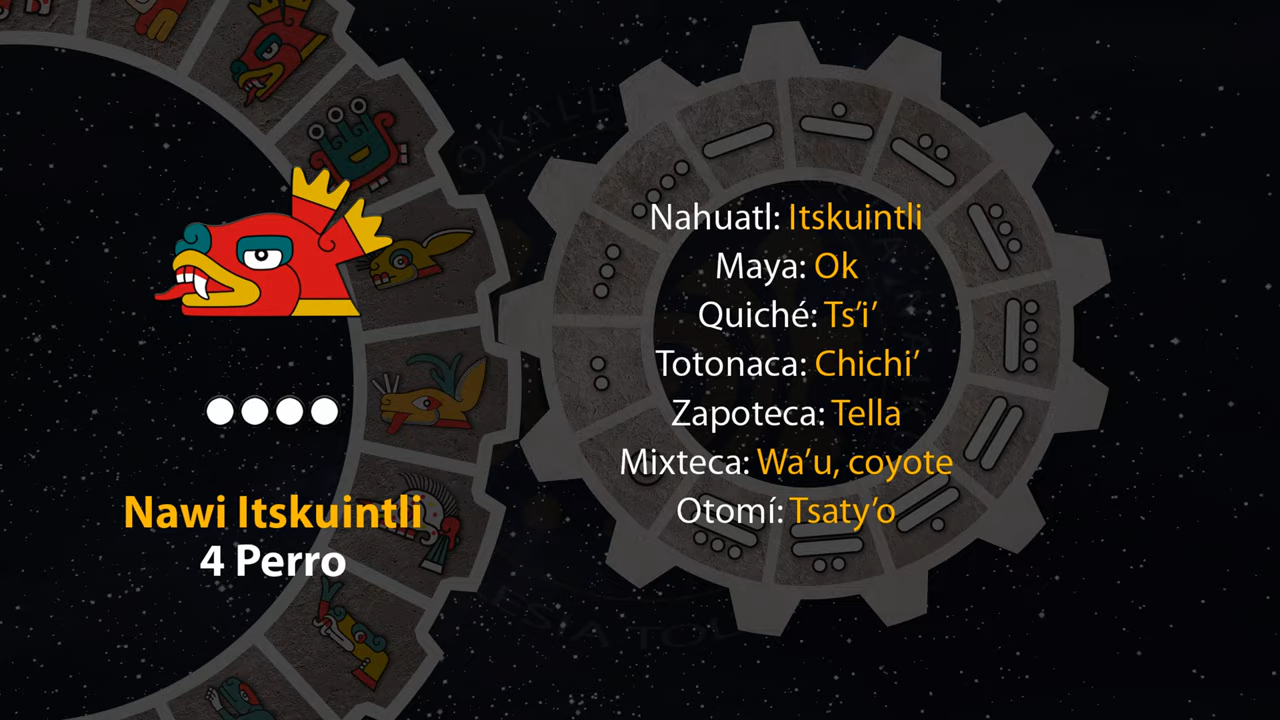 Nahuatl: Itskuintli
Maya: Ok
Quiché: Ts’i’
Totonaca: Chichi’
Zapoteca: Tella
Mixteca: Wa’u, coyote
Otomí: Tsaty’o
Nawi Itskuintli
4 Perro